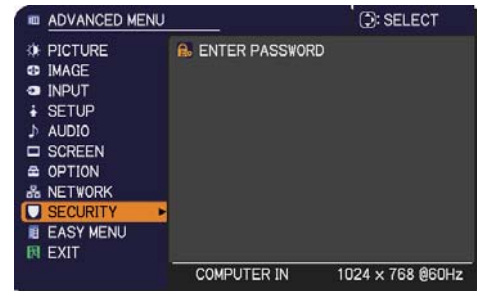 ADVANCED MENU : SELECT
PICTURE
ENTER PASSWORD
IMAGE
INPUT
SETUP
AUDIO
SCREEN
OPTION
NETWORK
SECURITY
EASY MENU
EXIT
COMPUTER IN 1024 x 768 @60Hz